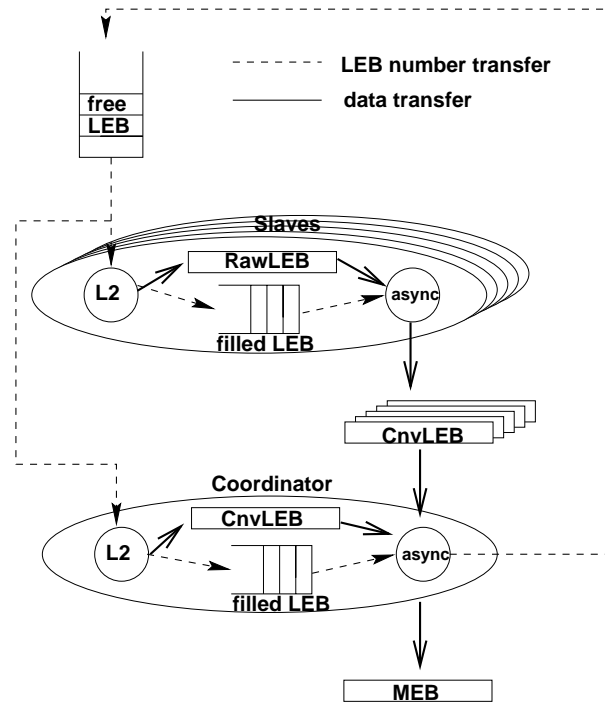 LEB number transfer
data transfer
free
LEB
Slaves
RawLEB
L2
async
filled LEB
CnvLEB
Coordinator
CnvLEB
L2
async
filled LEB
MEB